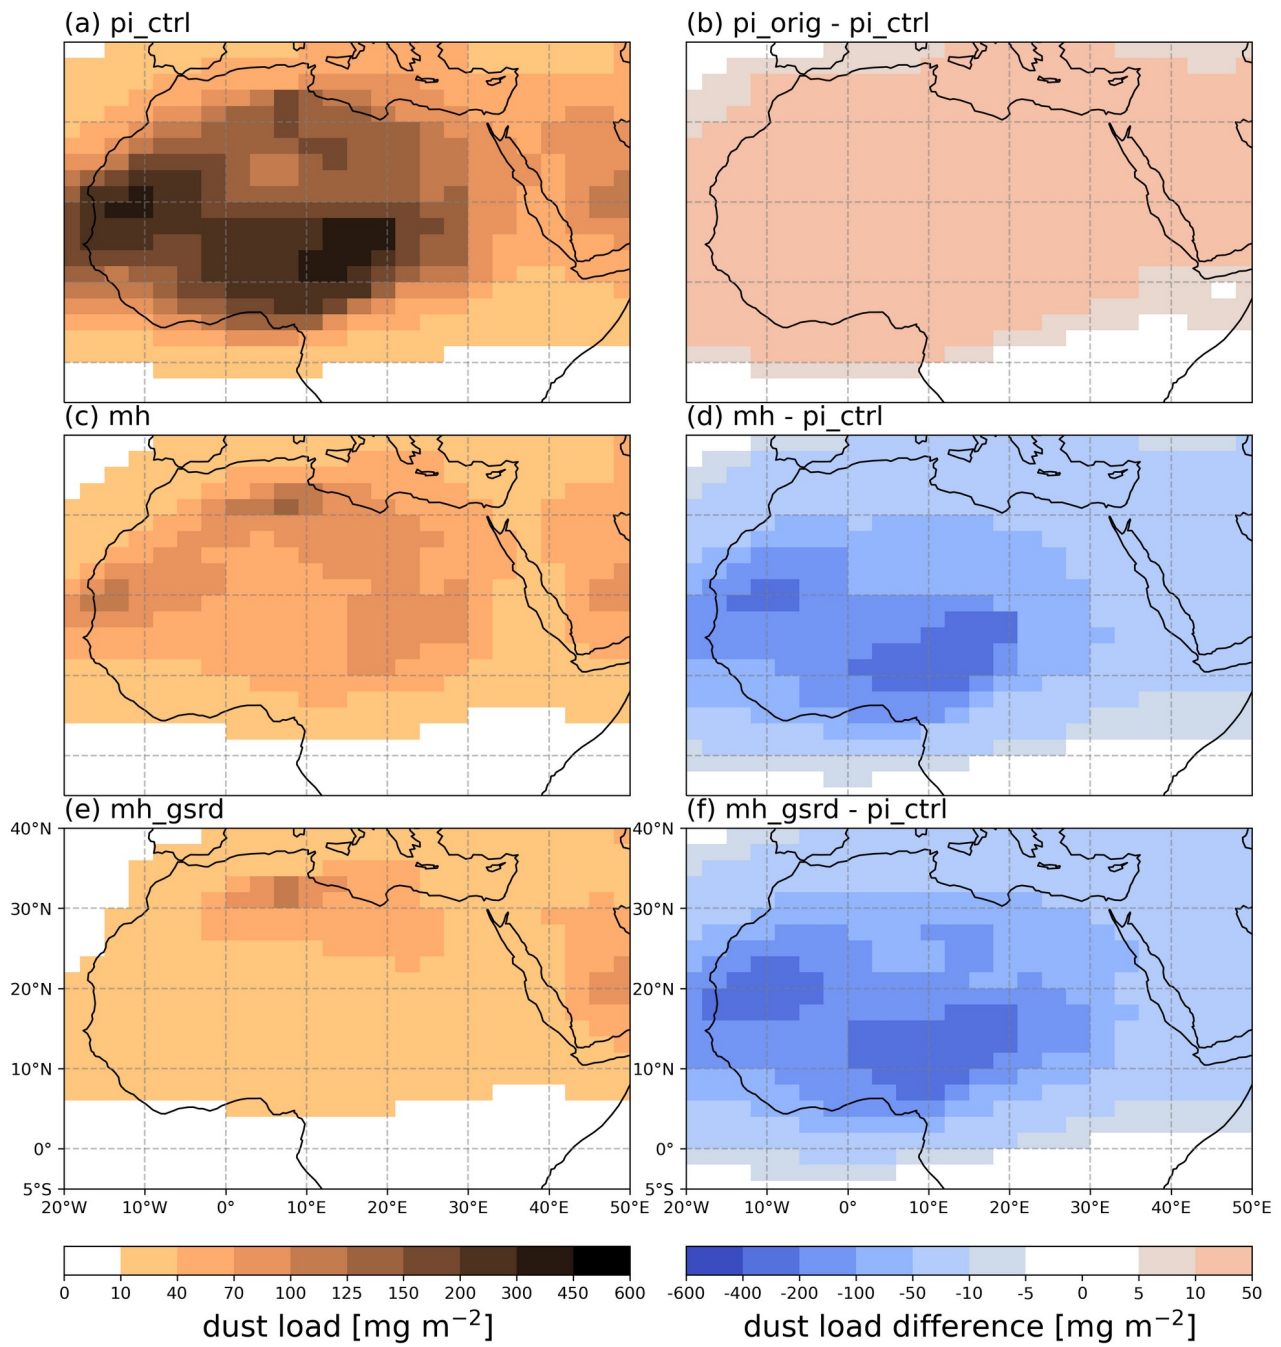 (a) pi_ctrl
(b) pi_orig - pi_ctrl
(c) mh
(d) mh - pi_ctrl
(e) mh_gsrd
(f) mh_gsrd - pi_ctrl
40°N
30°N
20°N
10°N
0°
5°S
20°W 10°W 0° 10°E 20°E 30°E 40°E 50°E
40°N
30°N
20°N
10°N
0°
5°S
20°W 10°W 0° 10°E 20°E 30°E 40°E 50°E
0 10 40 70 100 125 150 200 300 450 600
dust load [mg m⁻²]
-600 -400 -200 -100 -50 -10 -5 0 5 10 50
dust load difference [mg m⁻²]